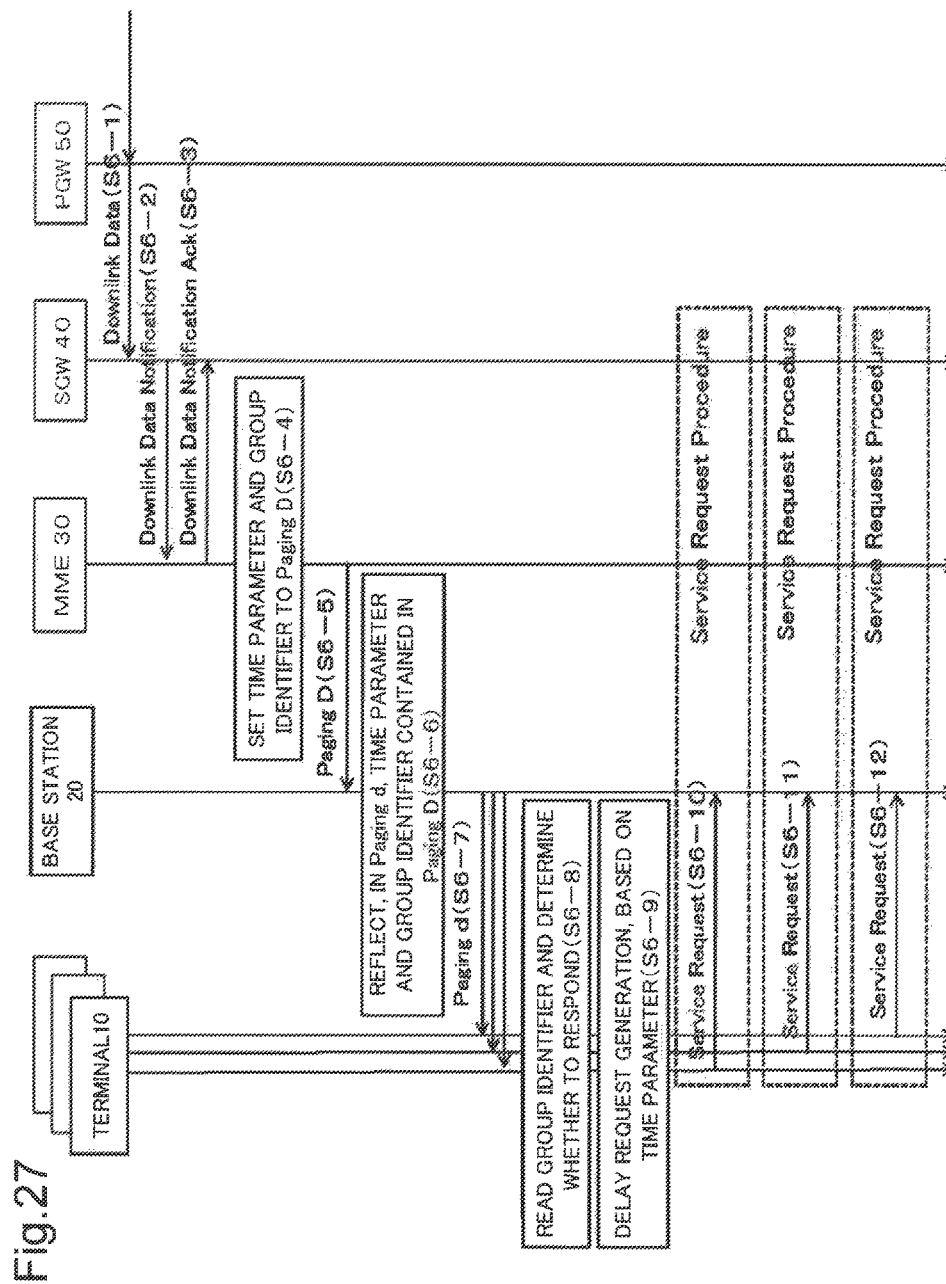 Fig.27
TERMINAL10
BASE STATION
20
MME 30
SGW 40
PGW 50
Downlink Data(S6-1)
Downlink Data Notification(S6-2)
Downlink Data Notification Ack(S6-3)
SET TIME PARAMETER AND GROUP
IDENTIFIER TO Paging D(S6-4)
Paging D(S6-5)
REFLECT, IN Paging d, TIME PARAMETER
AND GROUP IDENTIFIER CONTAINED IN
Paging D(S6-6)
Paging d(S6-7)
READ GROUP IDENTIFIER AND DETERMINE
WHETHER TO RESPOND(S6-8)
DELAY REQUEST GENERATION, BASED ON
TIME PARAMETER(S6-9)
Service Request(S6-10)
Service Request Procedure
Service Request(S6-11)
Service Request Procedure
Service Request(S6-12)
Service Request Procedure